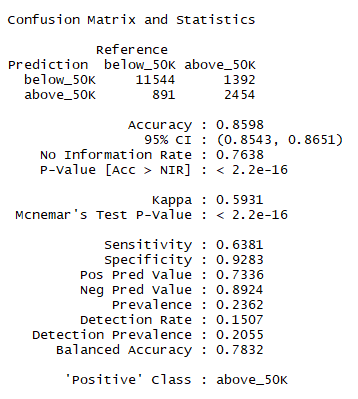 Confusion Matrix and Statistics
Reference
Prediction below_50K above_50K
below_50K 11544 1392
above_50K 891 2454
Accuracy : 0.8598
95% CI : (0.8543, 0.8651)
No Information Rate : 0.7638
P-Value [Acc > NIR] : < 2.2e-16
Kappa : 0.5931
Mcnemar's Test P-Value : < 2.2e-16
Sensitivity : 0.6381
Specificity : 0.9283
Pos Pred Value : 0.7336
Neg Pred Value : 0.8924
Prevalence : 0.2362
Detection Rate : 0.1507
Detection Prevalence : 0.2055
Balanced Accuracy : 0.7832
'Positive' Class : above_50K